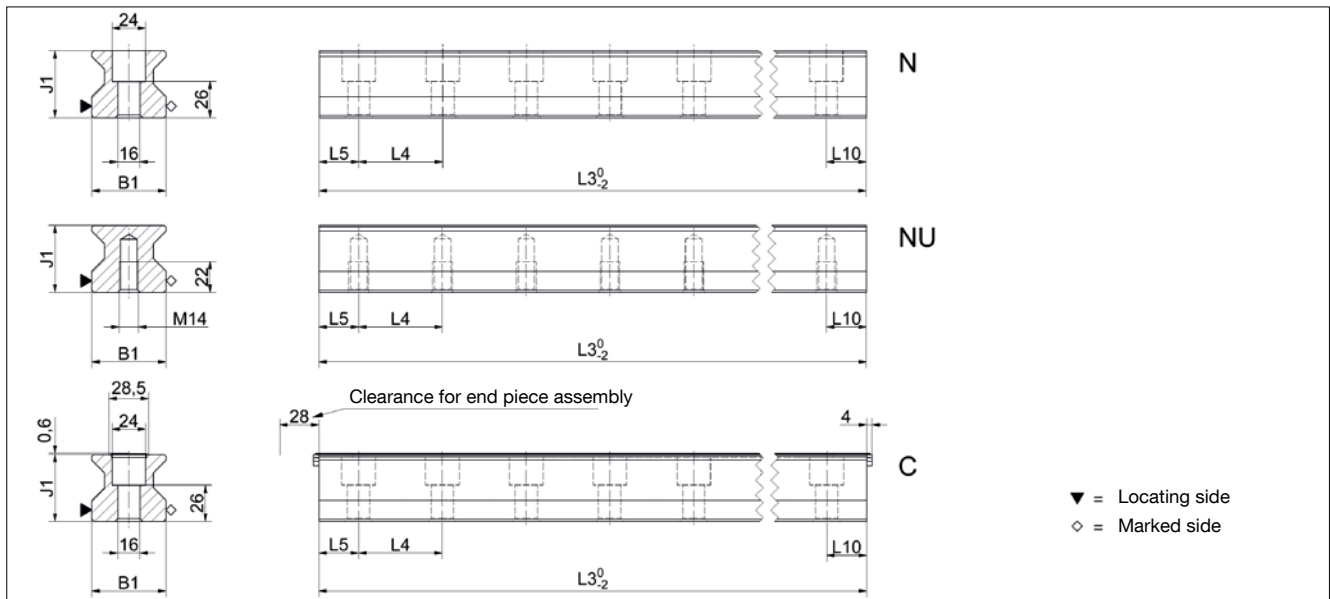 24
J1
26
16
B1
L5
L4
L10
L3 0 -2
N
J1
22
M14
B1
L5
L4
L10
L3 0 -2
NU
28,5
24
0,6
J1
26
16
B1
Clearance for end piece assembly
28
4
L5
L4
L10
L3 0 -2
C
▼ = Locating side
◇ = Marked side